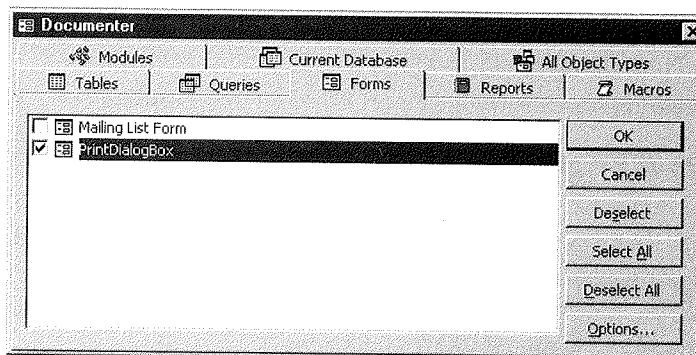 Documenter
Modules Current Database All Object Types
Tables Queries Forms Reports Macros
Mailing List Form
PrintDialogBox
OK
Cancel
Deselect
Select All
Deselect All
Options...